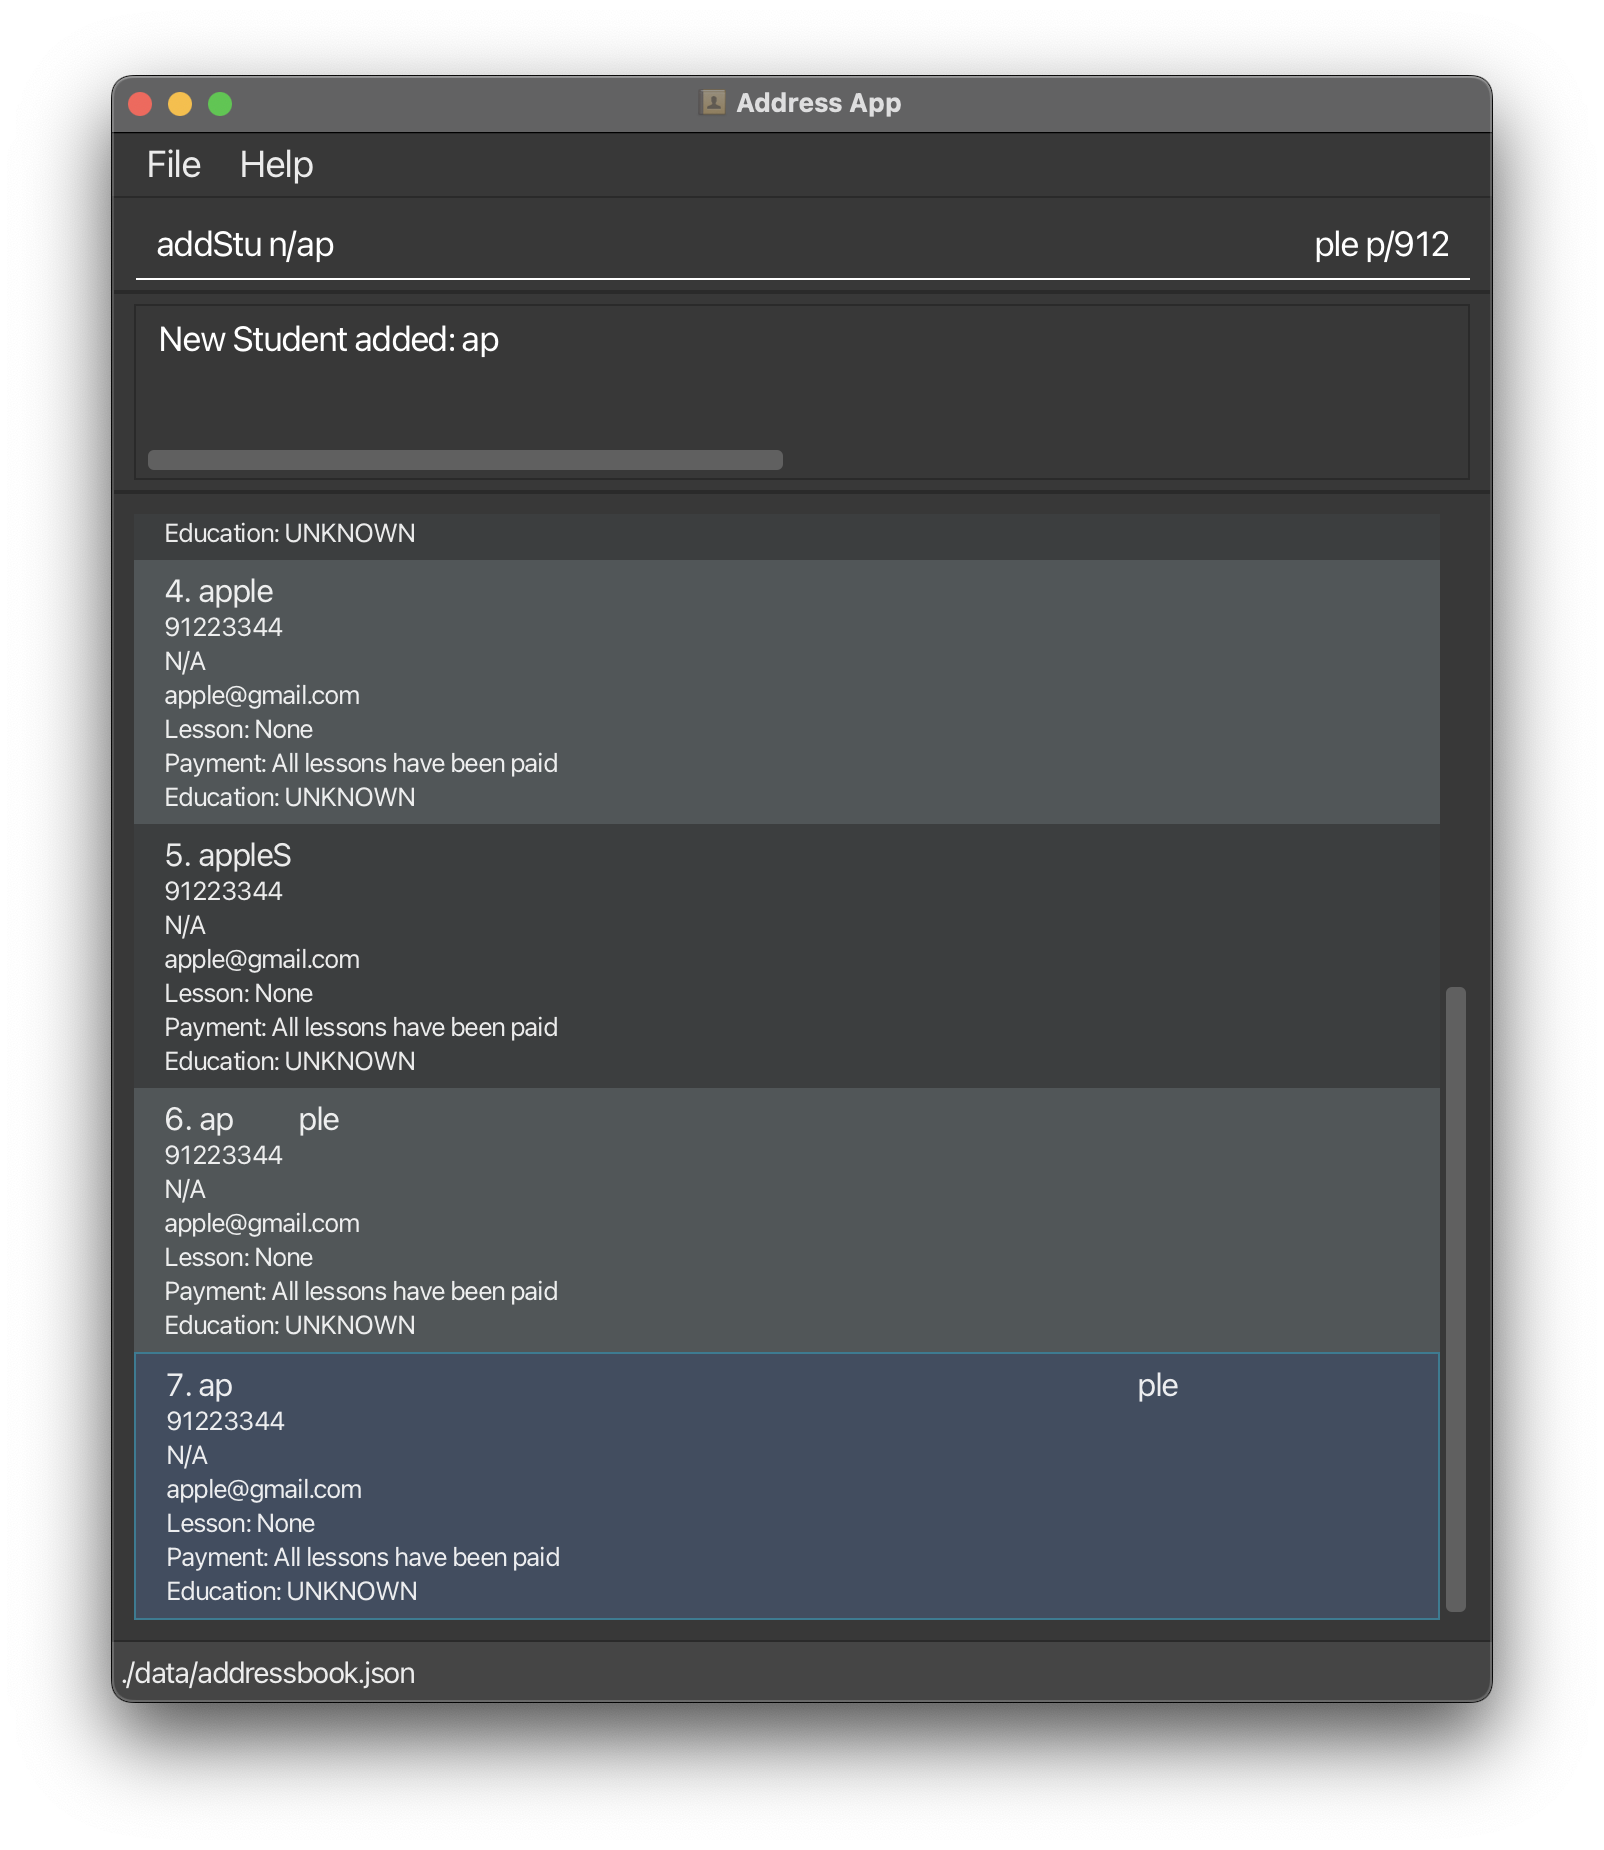 Address App
File Help
addStu n/ap ple p/912
New Student added: ap
Education: UNKNOWN
4. apple
91223344
N/A
apple@gmail.com
Lesson: None
Payment: All lessons have been paid
Education: UNKNOWN
5. appleS
91223344
N/A
apple@gmail.com
Lesson: None
Payment: All lessons have been paid
Education: UNKNOWN
6. ap ple
91223344
N/A
apple@gmail.com
Lesson: None
Payment: All lessons have been paid
Education: UNKNOWN
7. ap ple
91223344
N/A
apple@gmail.com
Lesson: None
Payment: All lessons have been paid
Education: UNKNOWN
./data/addressbook.json